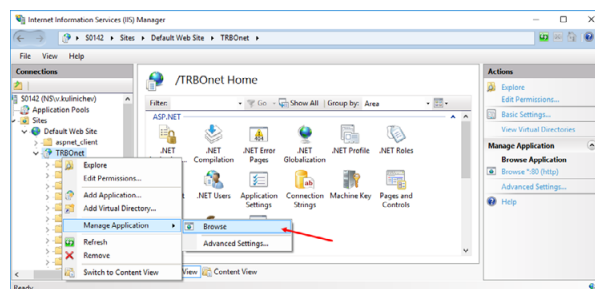 Internet Information Services (IIS) Manager
S0142 ▸ Sites ▸ Default Web Site ▸ TRBOnet ▸
File View Help
Connections
S0142 (NS\v.kulinichev)
Application Pools
Sites
Default Web Site
aspnet_client
TRBOnet
Explore
Edit Permissions...
Add Application...
Add Virtual Directory...
Manage Application
Refresh
Remove
Switch to Content View
Browse
Advanced Settings...
/TRBOnet Home
Filter: Go Show All Group by: Area
ASP.NET
.NET Compilation
.NET Error Pages
.NET Globalization
.NET Profile
.NET Roles
.NET Users
Application Settings
Connection Strings
Machine Key
Pages and Controls
View Content View
Actions
Explore
Edit Permissions...
Basic Settings...
View Virtual Directories
Manage Application
Browse Application
Browse *:80 (http)
Advanced Settings...
Help
Ready